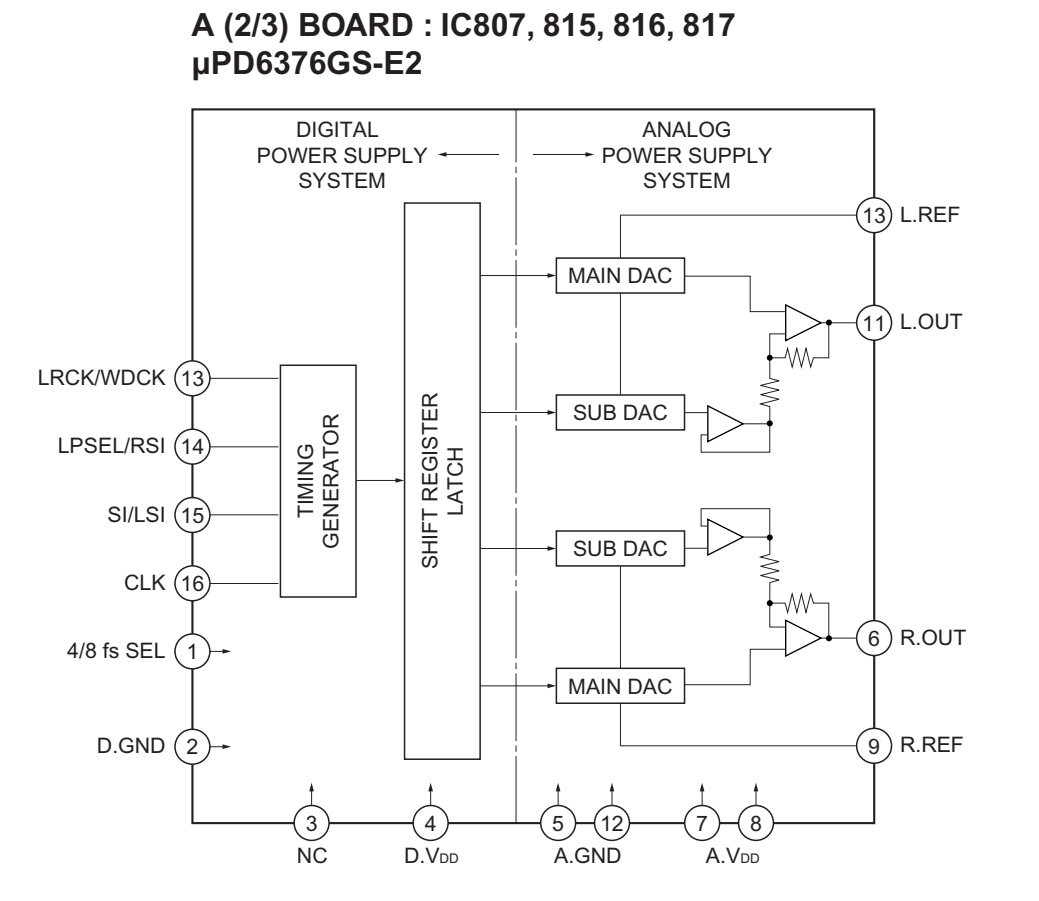 A (2/3) BOARD : IC807, 815, 816, 817
µPD6376GS-E2
DIGITAL
POWER SUPPLY
SYSTEM
ANALOG
POWER SUPPLY
SYSTEM
13 L.REF
MAIN DAC
11 L.OUT
LRCK/WDCK 13
SUB DAC
LPSEL/RSI 14
TIMING
GENERATOR
SHIFT REGISTER
LATCH
SI/LSI 15
SUB DAC
CLK 16
4/8 fs SEL 1
6 R.OUT
MAIN DAC
D.GND 2
9 R.REF
3 4 5 12 7 8
NC D.VDD A.GND A.VDD